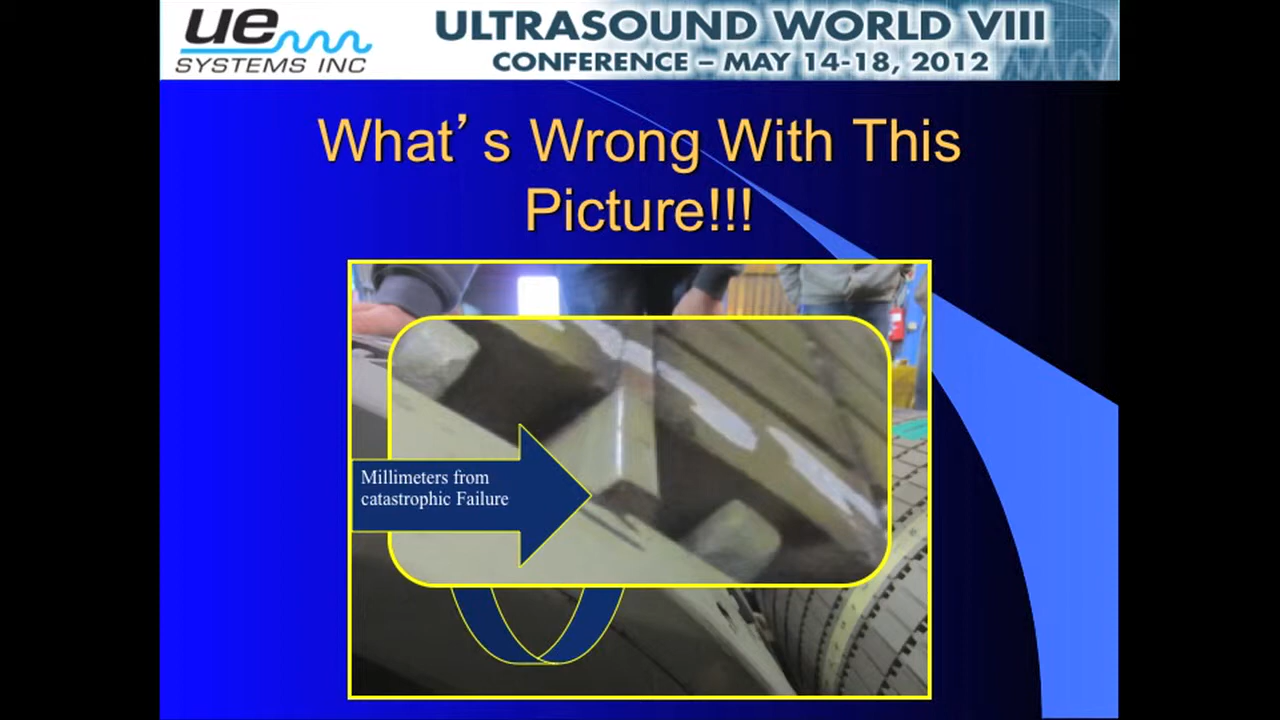 ue
SYSTEMS INC
ULTRASOUND WORLD VIII
CONFERENCE – MAY 14-18, 2012
What’s Wrong With This
Picture!!!
Millimeters from
catastrophic Failure